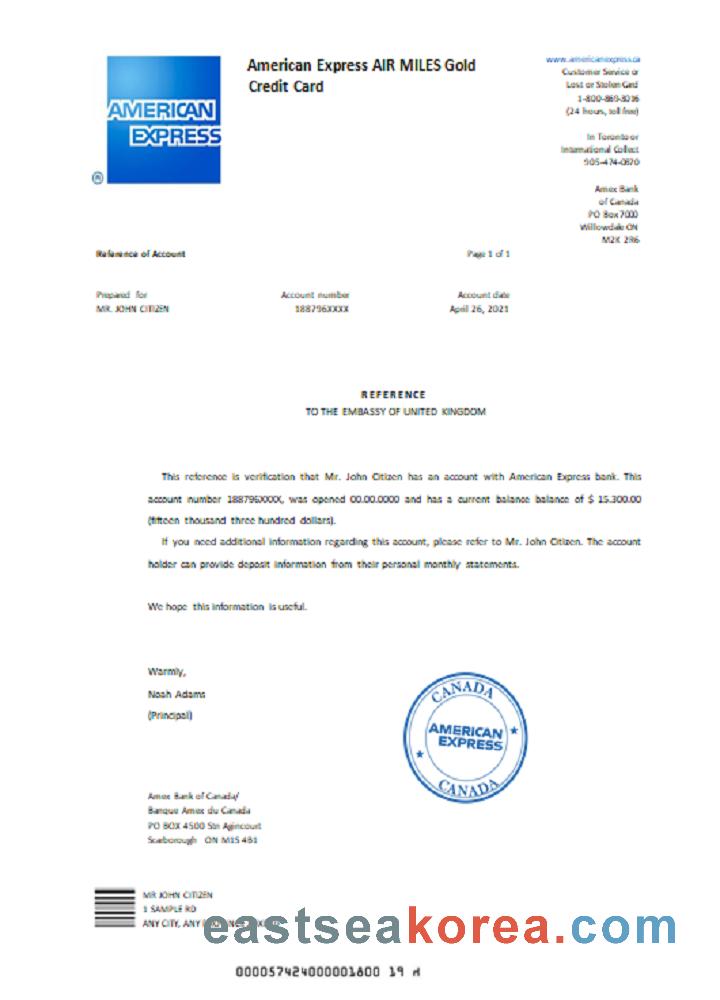 American Express AIR MILES Gold
Credit Card
www.americanexpress.ca
Customer Service or
Lost or Stolen Card
1-800-869-3016
(24 hours, toll free)
In Toronto or
International Collect
905-474-0870
Amex Bank
of Canada
PO Box 7000
Willowdale ON
M2K 2R6
AMERICAN
EXPRESS
®
Reference of Account
Page 1 of 1
Prepared for
Account number
Account date
MR. JOHN CITIZEN
188796XXXX
April 26, 2021
REFERENCE
TO THE EMBASSY OF UNITED KINGDOM
This reference is verification that Mr. John Citizen has an account with American Express bank. This
account number 188796XXXX, was opened 00.00.0000 and has a current balance balance of $ 15.300.00
(fifteen thousand three hundred dollars).
If you need additional information regarding this account, please refer to Mr. John Citizen. The account
holder can provide deposit information from their personal monthly statements.
We hope this information is useful.
Warmly,
Noah Adams
(Principal)
CANADA
AMERICAN
EXPRESS
CANADA
Amex Bank of Canada/
Banque Amex du Canada
PO BOX 4500 Stn Agincourt
Scarborough ON M1S 4B1
MR JOHN CITIZEN
1 SAMPLE RD
ANY CITY, ANY
eastseakorea.com
000057424000001800 19 H